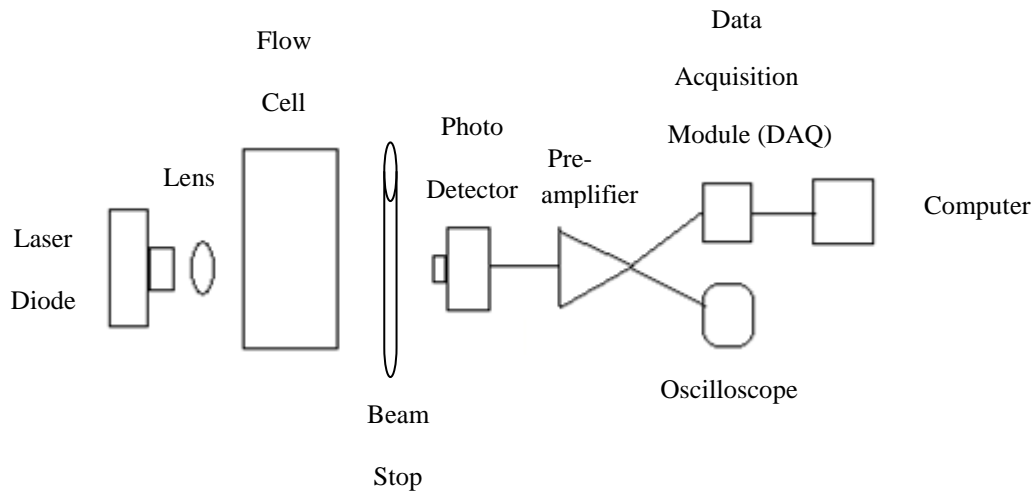 Laser
Diode
Lens
Flow
Cell
Beam
Stop
Photo
Detector
Pre-
amplifier
Data
Acquisition
Module (DAQ)
Oscilloscope
Computer